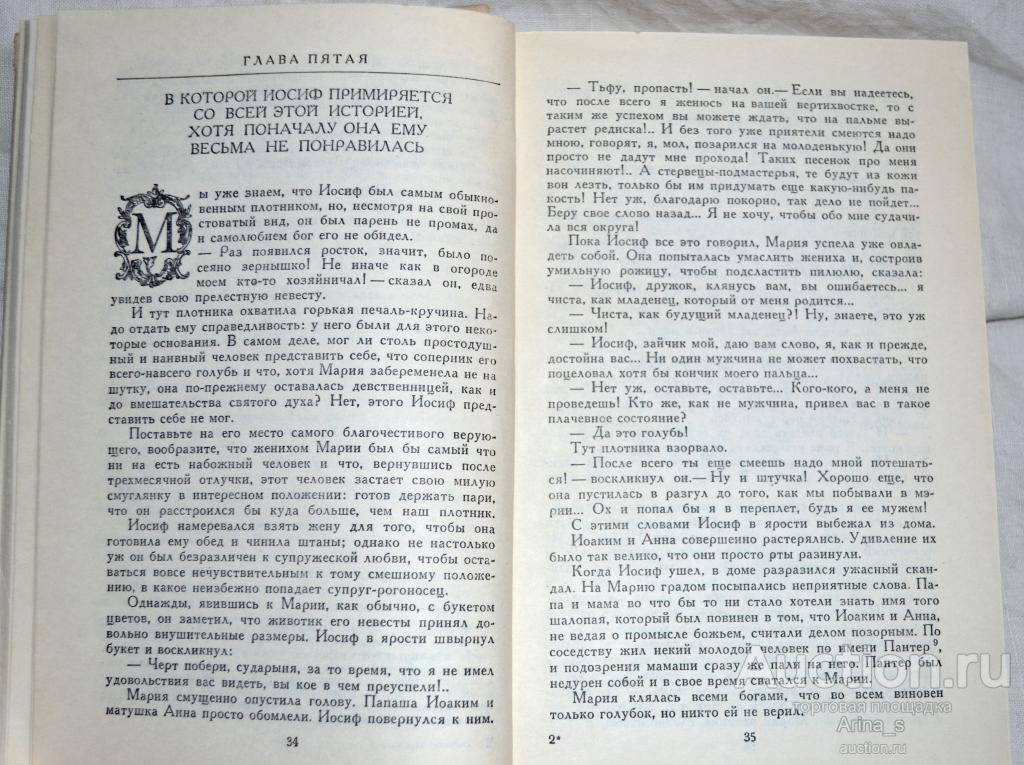 ГЛАВА ПЯТАЯ
В КОТОРОЙ ИОСИФ ПРИМИРЯЕТСЯ
СО ВСЕЙ ЭТОЙ ИСТОРИЕЙ,
ХОТЯ ПОНАЧАЛУ ОНА ЕМУ
ВЕСЬМА НЕ ПОНРАВИЛАСЬ
Мы уже знаем, что Иосиф был самым обыкно-
венным плотником, но, несмотря на свой про-
стоватый вид, он был парень не промах, да
и самолюбием бог его не обидел.
— Раз появился росток, значит, было по-
сеяно зернышко! Не иначе как в огороде
моем кто-то хозяйничал! — сказал он, едва
увидев свою прелестную невесту.
И тут плотника охватила горькая печаль-кручина. На-
до отдать ему справедливость: у него были для этого неко-
торые основания. В самом деле, мог ли столь простодуш-
ный и наивный человек представить себе, что соперник его
всего-навсего голубь и что, хотя Мария забеременела не на
шутку, она по-прежнему оставалась девственницей, как и
до вмешательства святого духа? Нет, этого Иосиф пред-
ставить себе не мог.
Поставьте на его место самого благочестивого верую-
щего, вообразите, что женихом Марии был бы самый что
ни на есть набожный человек и что, вернувшись после
трехмесячной отлучки, этот человек застает свою милую
смуглянку в интересном положении: готов держать пари,
что он расстроился бы куда больше, чем наш плотник.
Иосиф намеревался взять жену для того, чтобы она
готовила ему обед и чинила штаны; однако не настолько
уж он был безразличен к супружеской любви, чтобы оста-
ваться вовсе нечувствительным к тому смешному положе-
нию, в какое неизбежно попадает супруг-рогоносец.
Однажды, явившись к Марии, как обычно, с букетом
цветов, он заметил, что животик его невесты принял до-
вольно внушительные размеры. Иосиф в ярости швырнул
букет и воскликнул:
— Черт побери, сударыня, за то время, что я не имел
удовольствия вас видеть, вы кое в чем преуспели!..
Мария смущенно опустила голову. Папаша Иоаким и
матушка Анна просто обомлели. Иосиф повернулся к ним.
34
— Тьфу, пропасть! — начал он.— Если вы надеетесь,
что после всего я женюсь на вашей вертихвостке, то с
таким же успехом вы можете ждать, что на пальме вы-
растет редиска!.. И без того уже приятели смеются надо
мною, говорят, я, мол, позарился на молоденькую! Да они
просто не дадут мне прохода! Таких песенок про меня
насочиняют!.. А стервецы-подмастерья, те будут из кожи
вон лезть, только бы им придумать еще какую-нибудь па-
кость! Нет уж, благодарю покорно, так дело не пойдет...
Беру свое слово назад... Я не хочу, чтобы обо мне судачи-
ла вся округа!
Пока Иосиф все это говорил, Мария успела уже овла-
деть собой. Она попыталась умаслить жениха и, состроив
умильную рожицу, чтобы подсластить пилюлю, сказала:
— Иосиф, дружок, клянусь вам, вы ошибаетесь... я
чиста, как младенец, который от меня родится...
— Чиста, как будущий младенец?! Ну, знаете, это уж
слишком!
— Иосиф, зайчик мой, даю вам слово, я, как и прежде,
достойна вас... Ни один мужчина не может похвастать, что
поцеловал хотя бы кончик моего пальца...
— Нет уж, оставьте, оставьте... Кого-кого, а меня не
проведешь! Кто же, как не мужчина, привел вас в такое
плачевное состояние?
— Да это голубь!
Тут плотника взорвало.
— После всего ты еще смеешь надо мной потешать-
ся! — воскликнул он.— Ну и штучка! Хорошо еще, что
она пустилась в разгул до того, как мы побывали в мэ-
рии... Ох и попал бы я в переплет, будь я ее мужем!
С этими словами Иосиф в ярости выбежал из дома.
Иоаким и Анна совершенно растерялись. Удивление их
было так велико, что они просто рты разинули.
Когда Иосиф ушел, в доме разразился ужасный скан-
дал. На Марию градом посыпались неприятные слова. Па-
па и мама во что бы то ни стало хотели знать имя того
шалопая, который был повинен в том, что Иоаким и Анна,
не ведая о промысле божьем, считали делом позорным. По
соседству жил некий молодой человек по имени Пантер⁹,
и подозрения мамаши сразу же пали на него. Пантер был
недурен собой и в свое время сватался к Марии.
Мария клялась всеми богами, что во всем виновен
только голубок, но никто ей не верил.
2*
35
Auction.ru
торговая площадка
Arina_s
auction.ru